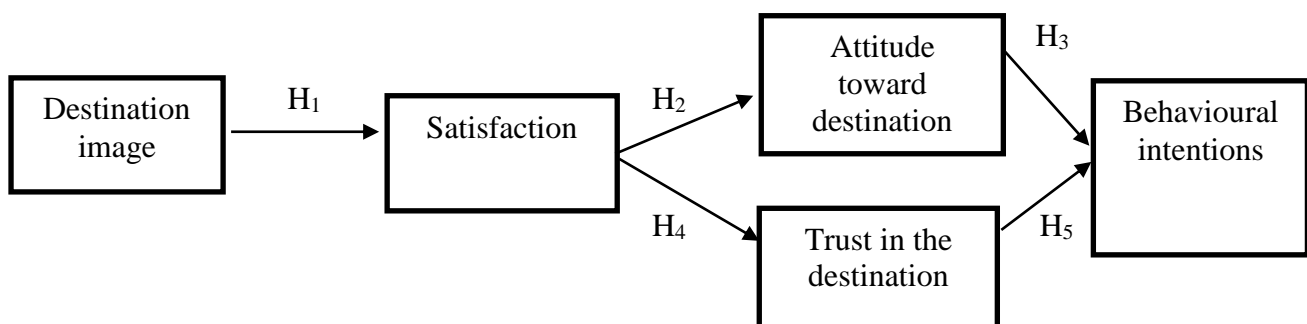 Destination
image
H₁
Satisfaction
H₂
Attitude
toward
destination
H₃
H₄
Trust in the
destination
H₅
Behavioural
intentions